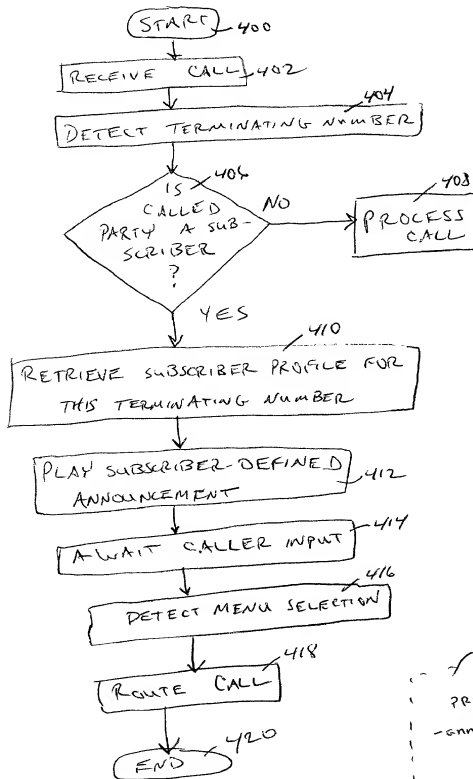 START
400
RECEIVE CALL
402
404
DETECT TERMINATING NUMBER
406
IS
CALLED
PARTY A SUB-
SCRIBER
?
NO
408
PROCESS
CALL
YES
410
RETRIEVE SUBSCRIBER PROFILE FOR
THIS TERMINATING NUMBER
PLAY SUBSCRIBER-DEFINED
ANNOUNCEMENT
412
414
AWAIT CALLER INPUT
416
DETECT MENU SELECTION
418
ROUTE CALL
420
END
PR
-ann